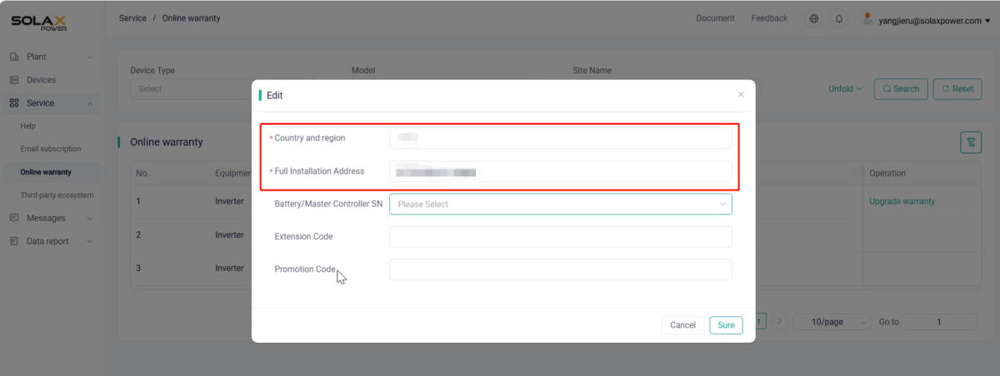 SOLAX
POWER
Service / Online warranty
Document Feedback
yangjieru@solaxpower.com
Plant
Devices
Service
Help
Email subscription
Online warranty
Third-party ecosystem
Messages
Data report
Device Type Model Site Name
Select
Unfold Search Reset
Online warranty
No. Operation
1 Inverter Upgrade warranty
2 Inverter
3 Inverter
1 10/page Go to 1
Edit
* Country and region
* Full Installation Address
Battery/Master Controller SN Please Select
Extension Code
Promotion Code
Cancel Sure